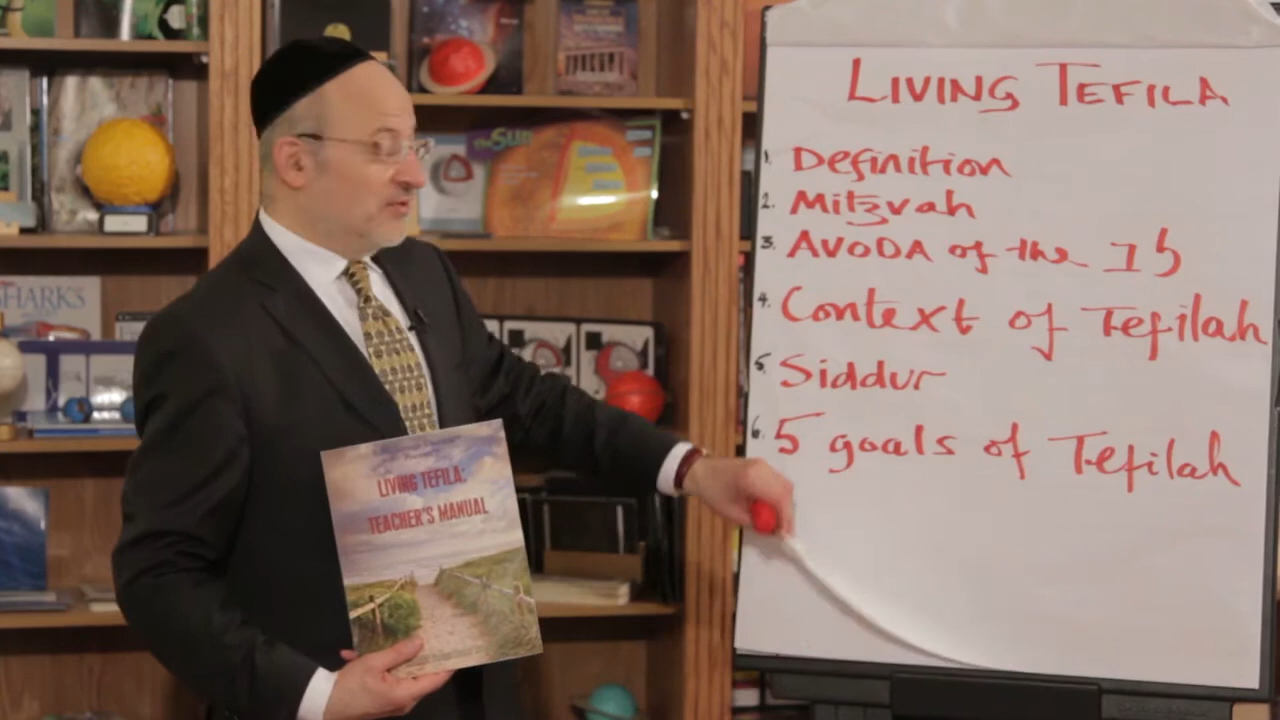 LIVING TEFILA
1. Definition
2. Mitzvah
3. AVODA of the לב
4. Context of Tefilah
5. Siddur
6. 5 goals of Tefilah
LIVING TEFILA:
TEACHER'S MANUAL
the SUN
SHARKS